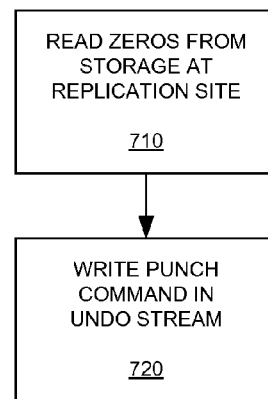 READ ZEROS FROM
STORAGE AT
REPLICATION SITE
710
WRITE PUNCH
COMMAND IN
UNDO STREAM
720